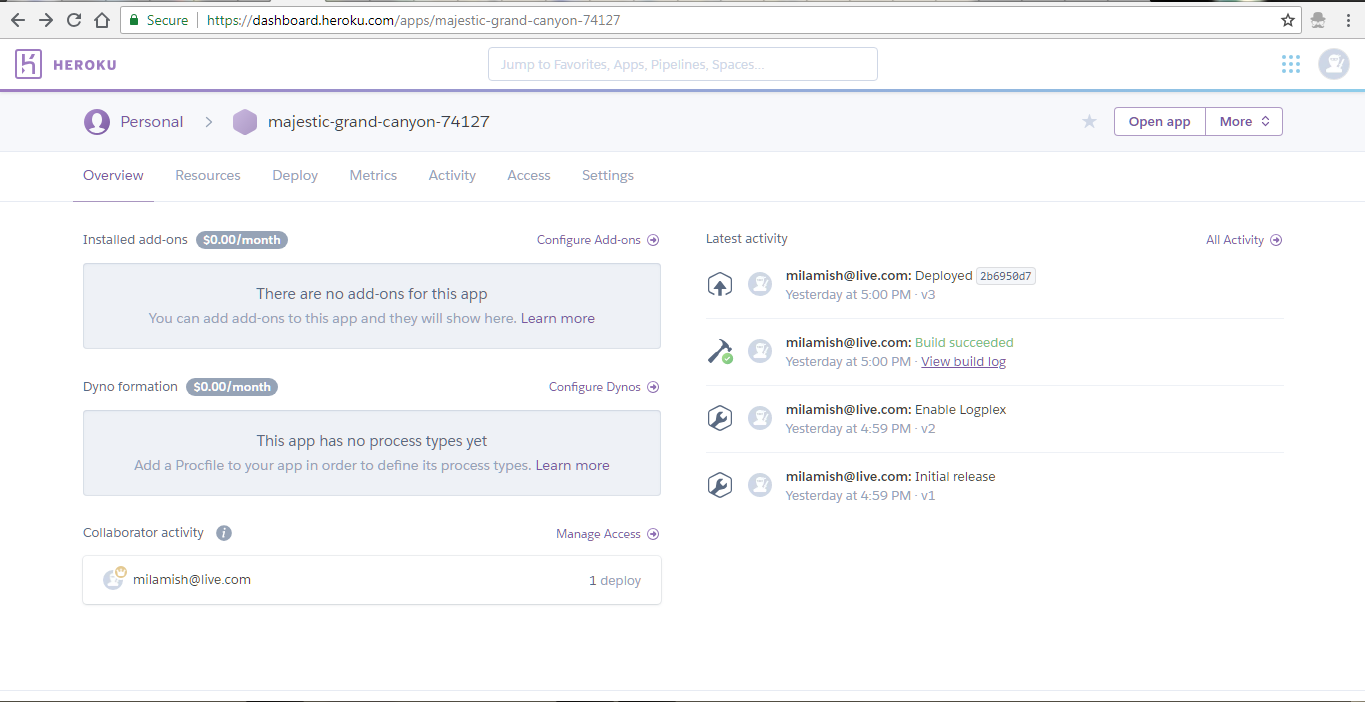 Secure https://dashboard.heroku.com/apps/majestic-grand-canyon-74127
HEROKU
Jump to Favorites, Apps, Pipelines, Spaces...
Personal > majestic-grand-canyon-74127
Open app
More
Overview Resources Deploy Metrics Activity Access Settings
Installed add-ons $0.00/month
Configure Add-ons
There are no add-ons for this app
You can add add-ons to this app and they will show here. Learn more
Dyno formation $0.00/month
Configure Dynos
This app has no process types yet
Add a Procfile to your app in order to define its process types. Learn more
Collaborator activity i
Manage Access
milamish@live.com
1 deploy
Latest activity
All Activity
milamish@live.com: Deployed 2b6950d7
Yesterday at 5:00 PM · v3
milamish@live.com: Build succeeded
Yesterday at 5:00 PM · View build log
milamish@live.com: Enable Logplex
Yesterday at 4:59 PM · v2
milamish@live.com: Initial release
Yesterday at 4:59 PM · v1